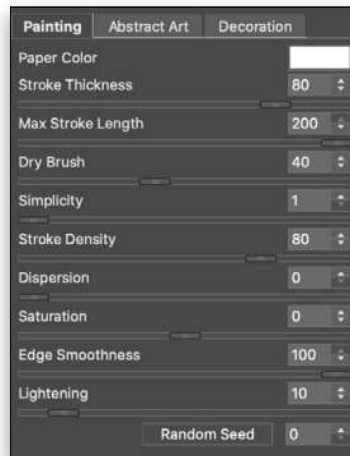 Painting Abstract Art Decoration
Paper Color
Stroke Thickness 80
Max Stroke Length 200
Dry Brush 40
Simplicity 1
Stroke Density 80
Dispersion 0
Saturation 0
Edge Smoothness 100
Lightening 10
Random Seed 0